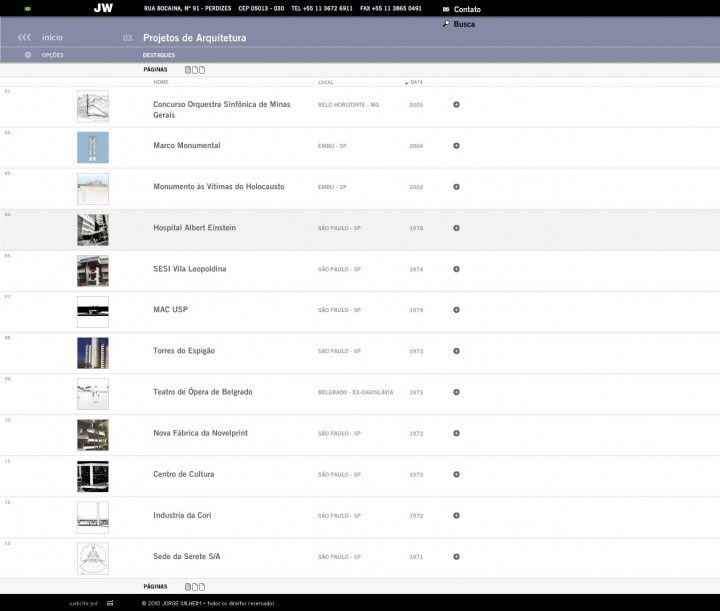 JW RUA BOCAINA, Nº 91 - PERDIZES CEP 05013 - 030 TEL +55 11 3672 6911 FAX +55 11 3865 0491 Contato
Busca
início 03. Projetos de Arquitetura
OPÇÕES DESTAQUES
PÁGINAS
NOME LOCAL DATA
01. Concurso Orquestra Sinfônica de Minas Gerais BELO HORIZONTE - MG 2005
02. Marco Monumental EMBU - SP 2004
03. Monumento às Vítimas do Holocausto EMBU - SP 2002
04. Hospital Albert Einstein SÃO PAULO - SP 1978
SESI Vila Leopoldina SÃO PAULO - SP 1974
07. MAC USP SÃO PAULO - SP 1974
08. Torres do Espigão SÃO PAULO - SP 1973
09. Teatro de Ópera de Belgrado BELGRADO - EX-IUGOSLÁVIA 1973
10. Nova Fábrica da Novelprint SÃO PAULO - SP 1973
11. Centro de Cultura SÃO PAULO - SP 1973
12. Industria da Cori SÃO PAULO - SP 1972
13. Sede da Serete S/A SÃO PAULO - SP 1971
PÁGINAS
website por © 2010 JORGE WILHEIM • todos os direitos reservados